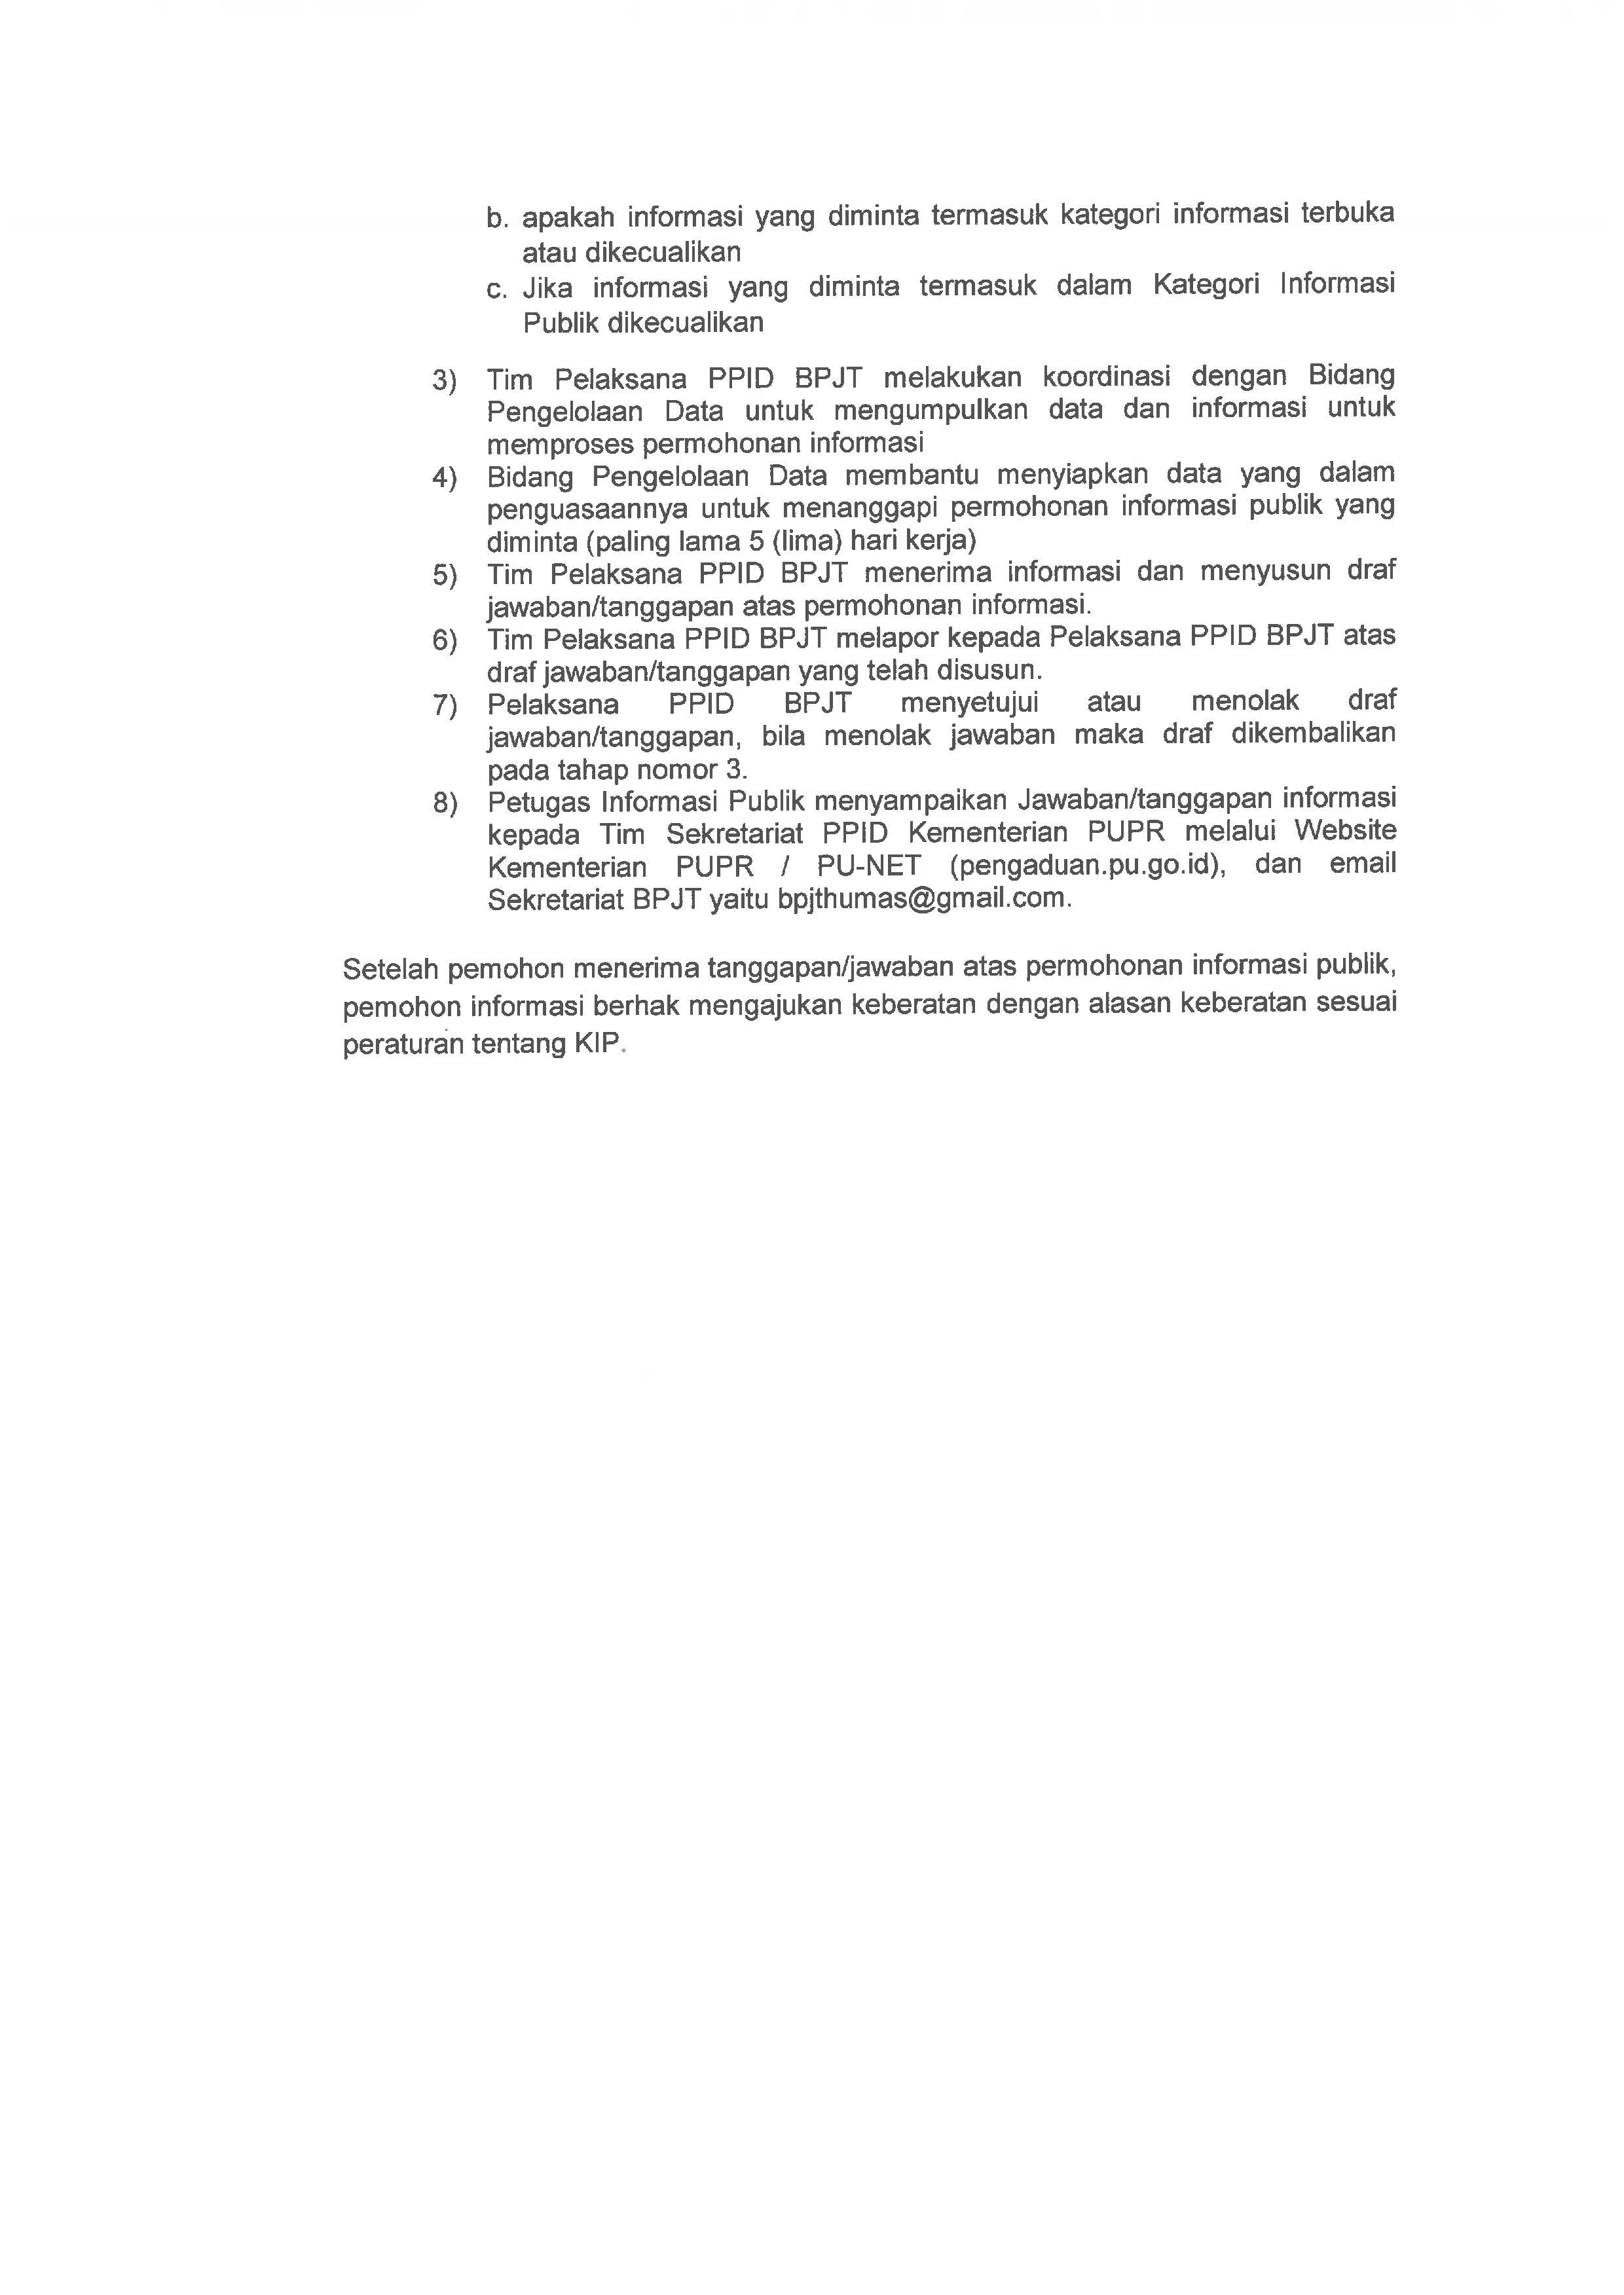 b. apakah informasi yang diminta termasuk kategori informasi terbuka
atau dikecualikan
c. Jika informasi yang diminta termasuk dalam Kategori Informasi
Publik dikecualikan
3) Tim Pelaksana PPID BPJT melakukan koordinasi dengan Bidang
Pengelolaan Data untuk mengumpulkan data dan informasi untuk
memproses permohonan informasi
4) Bidang Pengelolaan Data membantu menyiapkan data yang dalam
penguasaannya untuk menanggapi permohonan informasi publik yang
diminta (paling lama 5 (lima) hari kerja)
5) Tim Pelaksana PPID BPJT menerima informasi dan menyusun draf
jawaban/tanggapan atas permohonan informasi.
6) Tim Pelaksana PPID BPJT melapor kepada Pelaksana PPID BPJT atas
draf jawaban/tanggapan yang telah disusun.
7) Pelaksana PPID BPJT menyetujui atau menolak draf
jawaban/tanggapan, bila menolak jawaban maka draf dikembalikan
pada tahap nomor 3.
8) Petugas Informasi Publik menyampaikan Jawaban/tanggapan informasi
kepada Tim Sekretariat PPID Kementerian PUPR melalui Website
Kementerian PUPR / PU-NET (pengaduan.pu.go.id), dan email
Sekretariat BPJT yaitu bpjthumas@gmail.com.
Setelah pemohon menerima tanggapan/jawaban atas permohonan informasi publik,
pemohon informasi berhak mengajukan keberatan dengan alasan keberatan sesuai
peraturan tentang KIP.